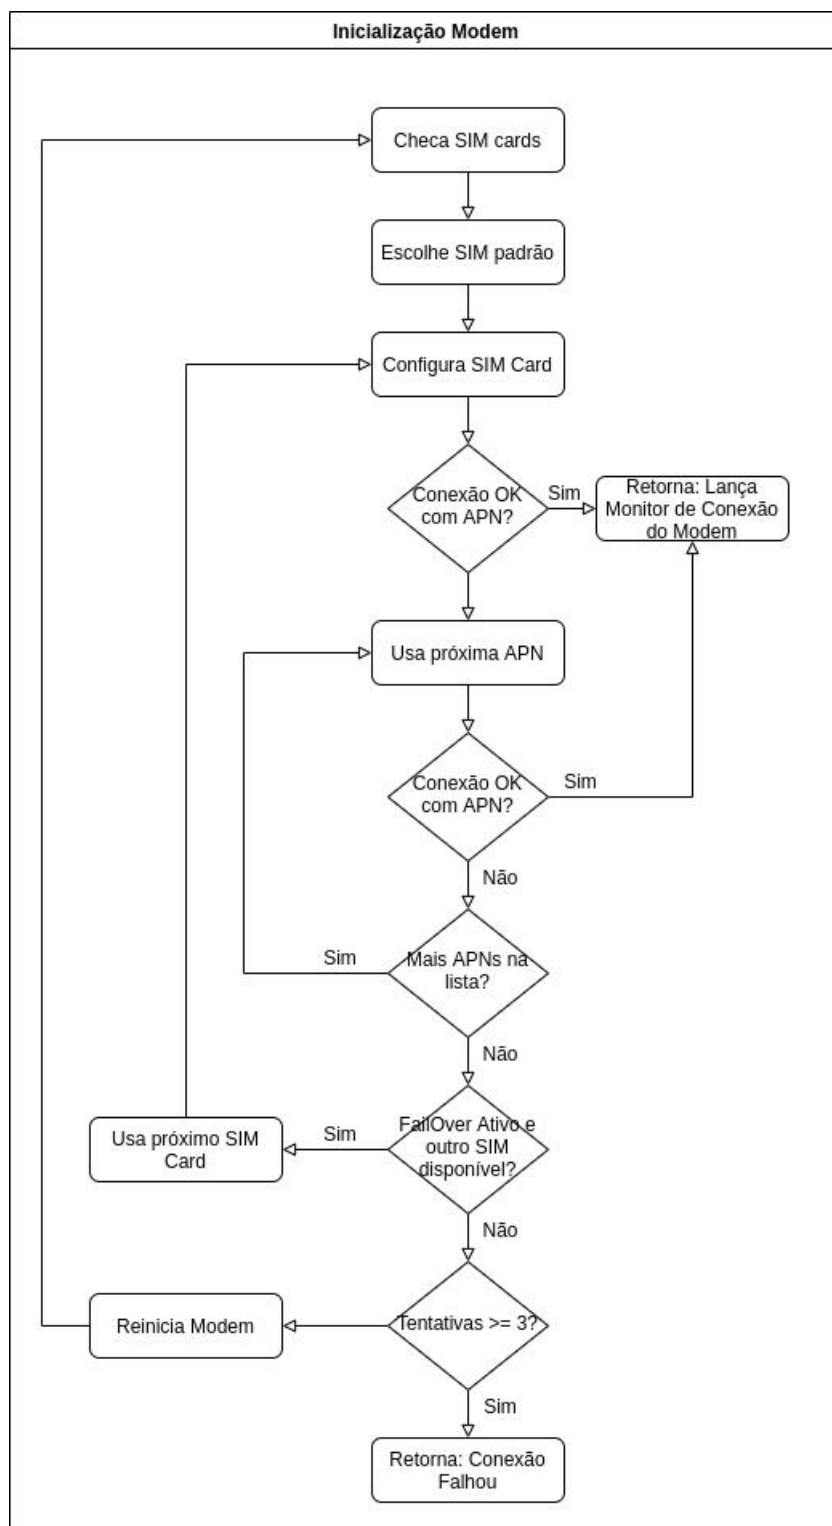 Inicialização Modem
Checa SIM cards
Escolhe SIM padrão
Configura SIM Card
Conexão OK
com APN?
Sim
Retorna: Lança
Monitor de Conexão
do Modem
Usa próxima APN
Conexão OK
com APN?
Sim
Não
Mais APNs na
lista?
Sim
Não
FailOver Ativo e
outro SIM
disponível?
Sim
Usa próximo SIM
Card
Não
Tentativas >= 3?
Reinicia Modem
Sim
Retorna: Conexão
Falhou